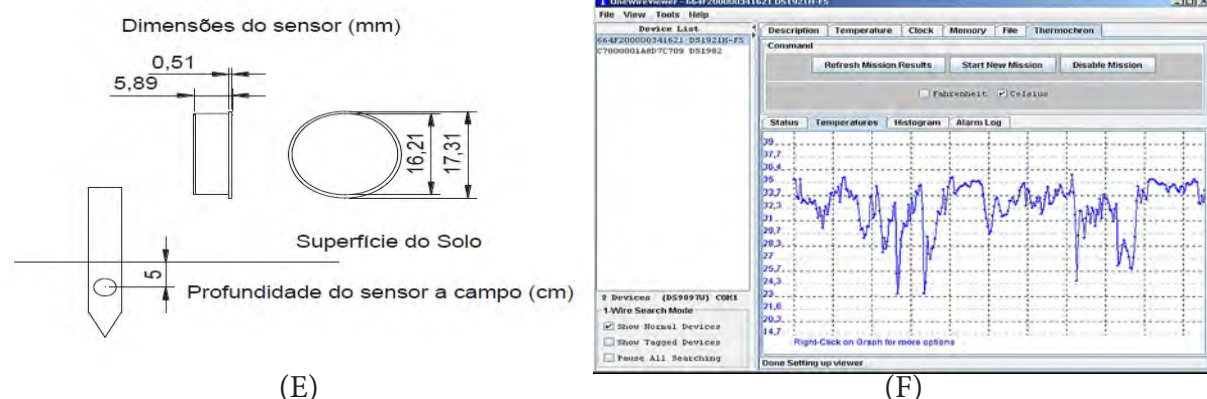 Dimensões do sensor (mm)
0,51
5,89
16,21
17,31
Superfície do Solo
5
Profundidade do sensor a campo (cm)
(E)
OneWireViewer - 664F200000341621 DS1921H-F5
File View Tools Help
Device List
664F200000341621 DS1921H-F5
C7000001A8D7C709 DS1982
2 Devices (DS9097U) COM1
1-Wire Search Mode
Show Normal Devices
Show Tagged Devices
Pause All Searching
Description Temperature Clock Memory File Thermochron
Command
Refresh Mission Results Start New Mission Disable Mission
Fahrenheit Celsius
Status Temperatures Histogram Alarm Log
39
37,7
36,4
35
33,7
32,3
31
29,7
28,3
27
25,7
24,3
23
21,6
20,3
14,7
Right-Click on Graph for more options
Done Setting up viewer
(F)